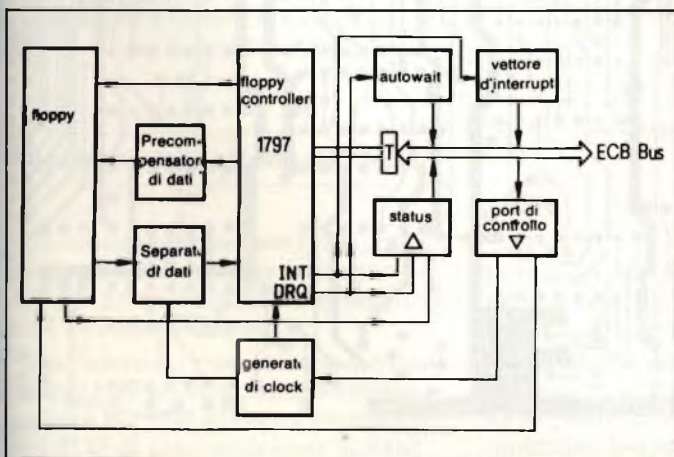 floppy
floppy
controller
1797
Precom-
pensator
di dati
Separat.
di dati
INT
DRQ
generat.
di clock
autowait
vettore
d'interrupt
T
ECB Bus
status
port di
controllo